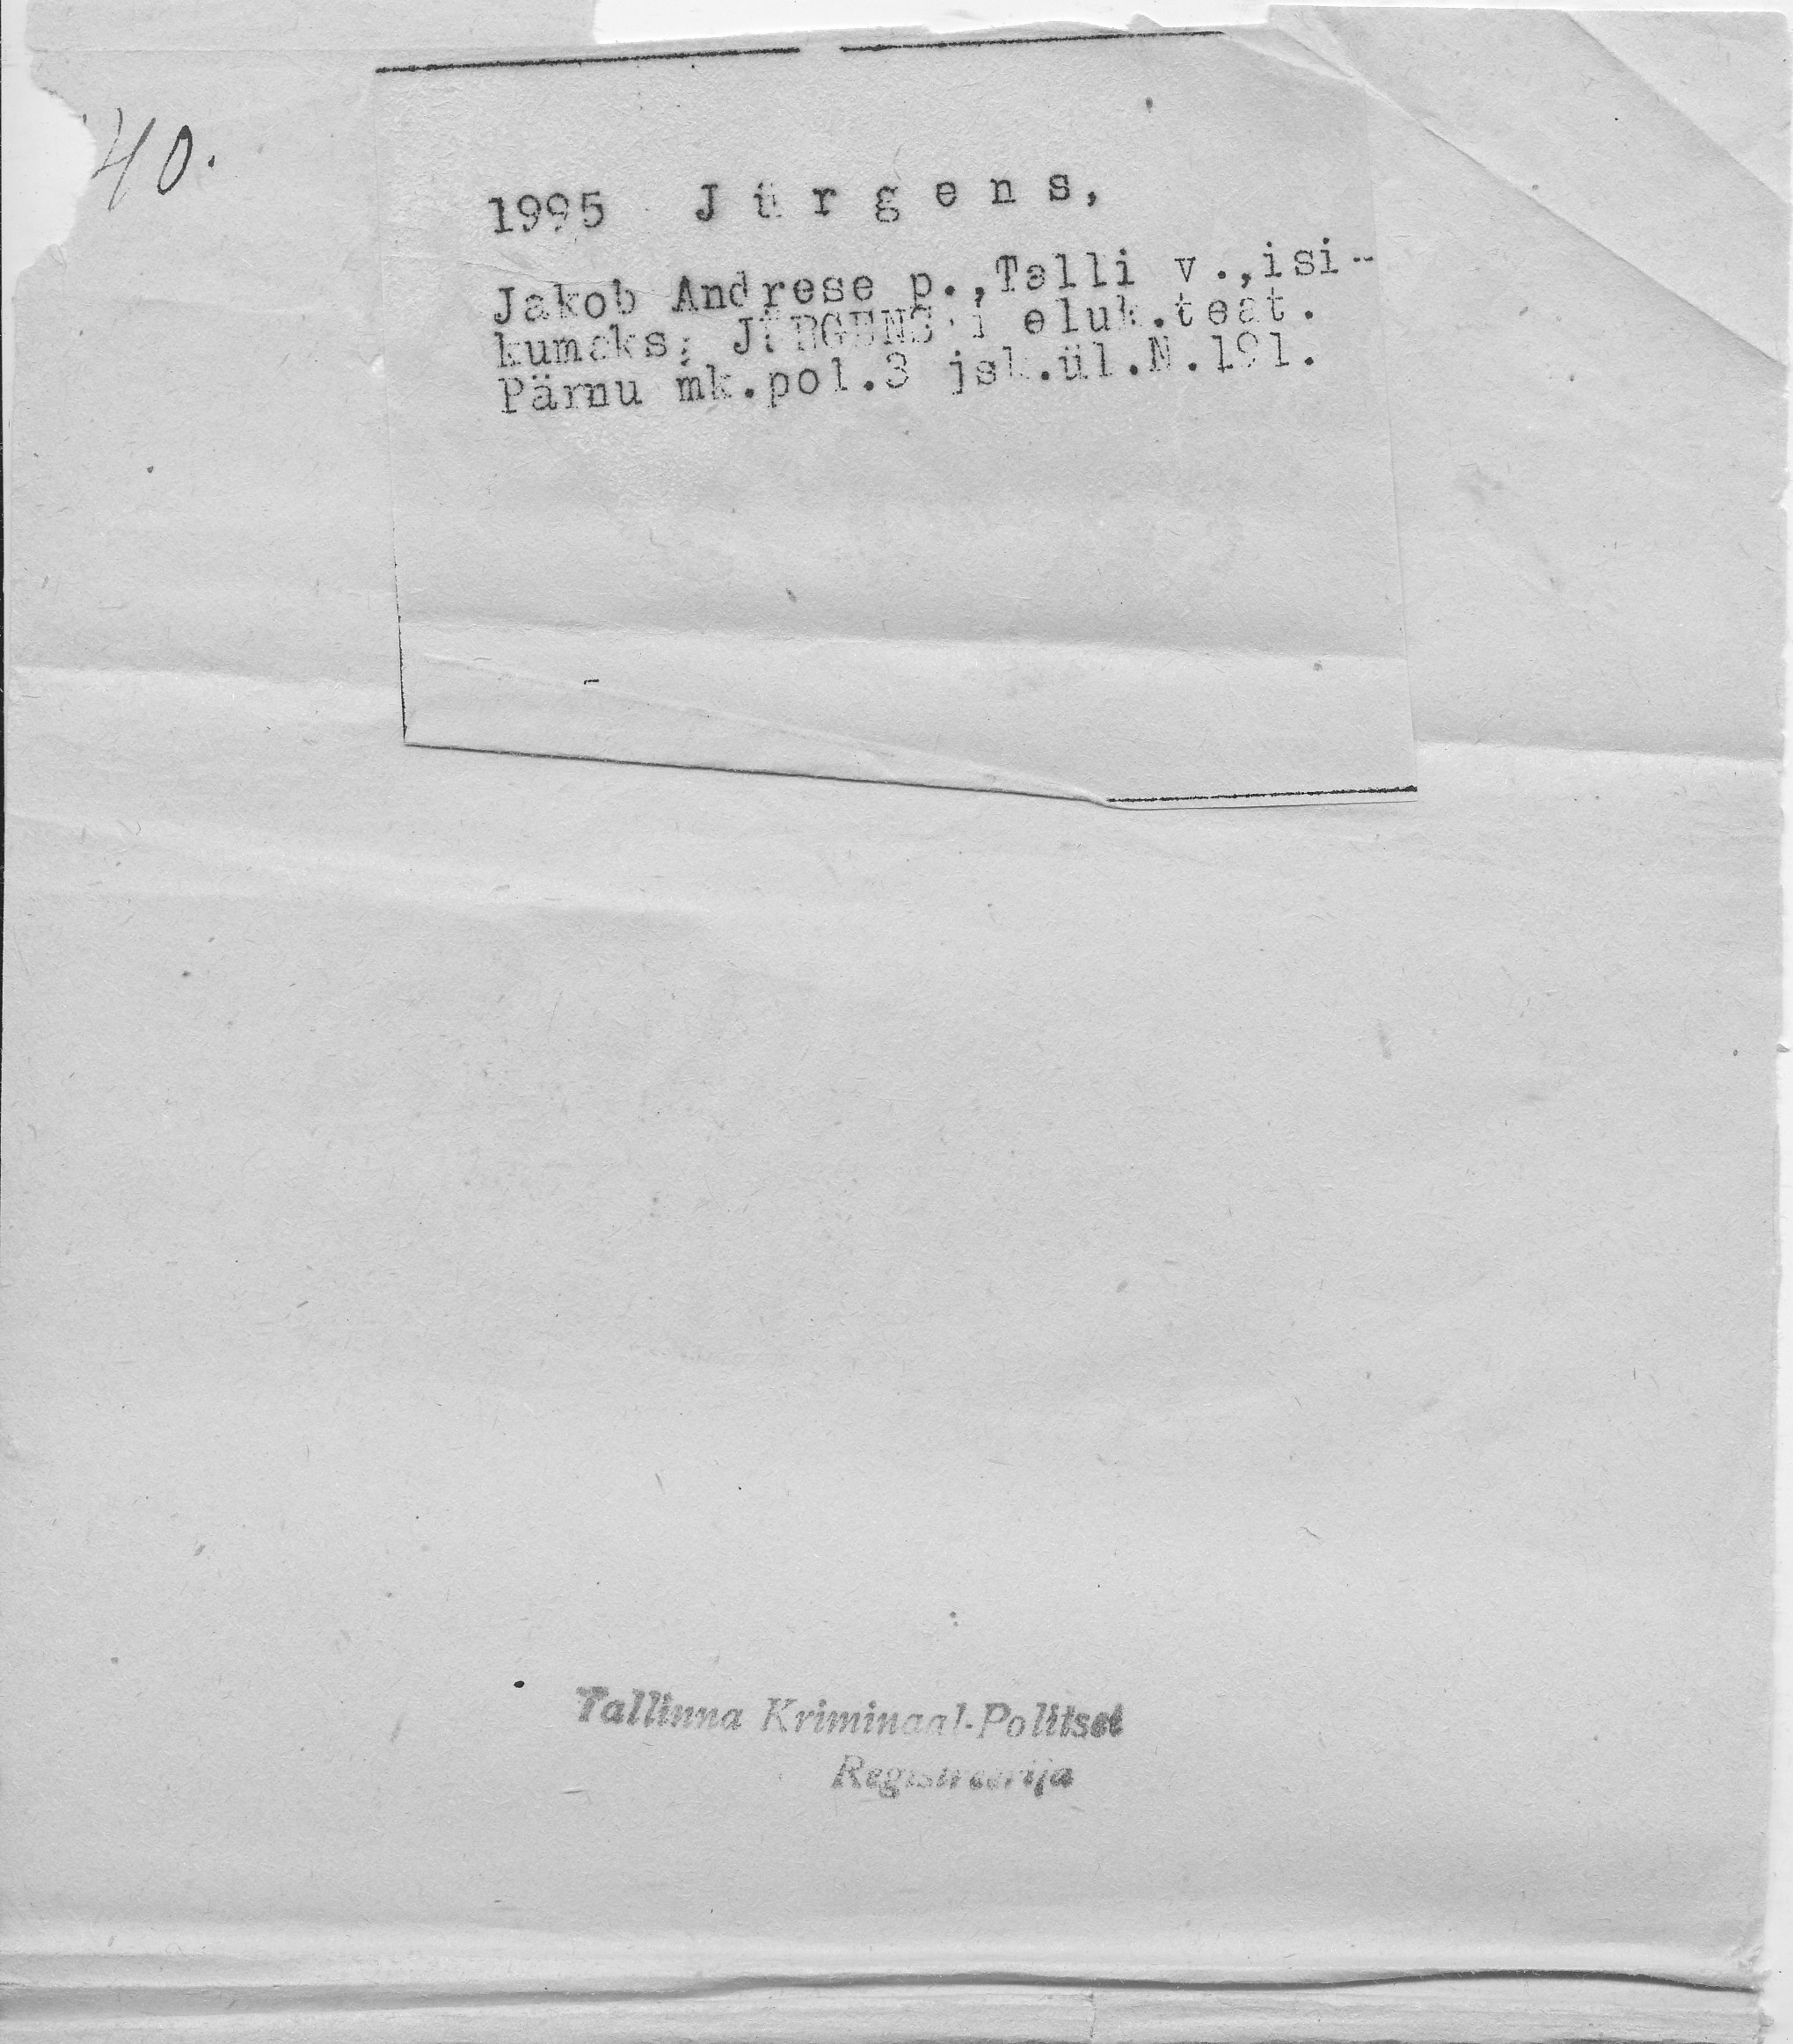 40.
1995 J ü r g e n s,
Jakob Andrese p.,Talli v.,isi-
kumaks; JÜRGENS'i eluk.teat.
Pärnu mk.pol.3 jsk.ül.N.191.
Tallinna Kriminaal-Politsei
Registreerija